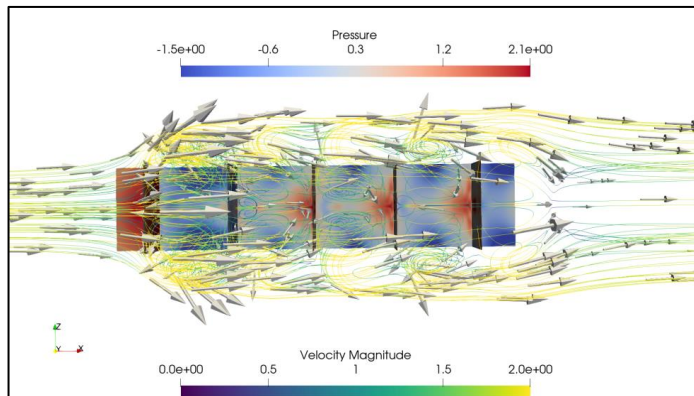 Pressure
-1.5e+00 -0.6 0.3 1.2 2.1e+00
Z
Y X
Velocity Magnitude
0.0e+00 0.5 1 1.5 2.0e+00